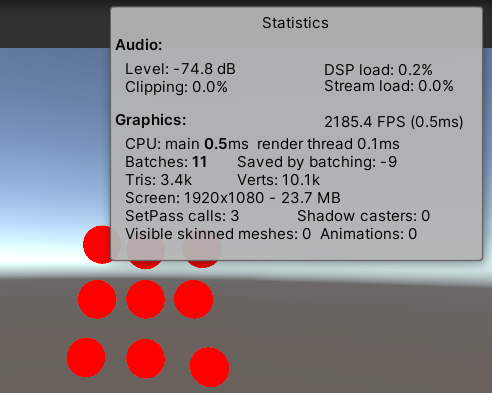 Statistics
Audio:
Level: -74.8 dB DSP load: 0.2%
Clipping: 0.0% Stream load: 0.0%
Graphics: 2185.4 FPS (0.5ms)
CPU: main 0.5ms render thread 0.1ms
Batches: 11 Saved by batching: -9
Tris: 3.4k Verts: 10.1k
Screen: 1920x1080 - 23.7 MB
SetPass calls: 3 Shadow casters: 0
Visible skinned meshes: 0 Animations: 0